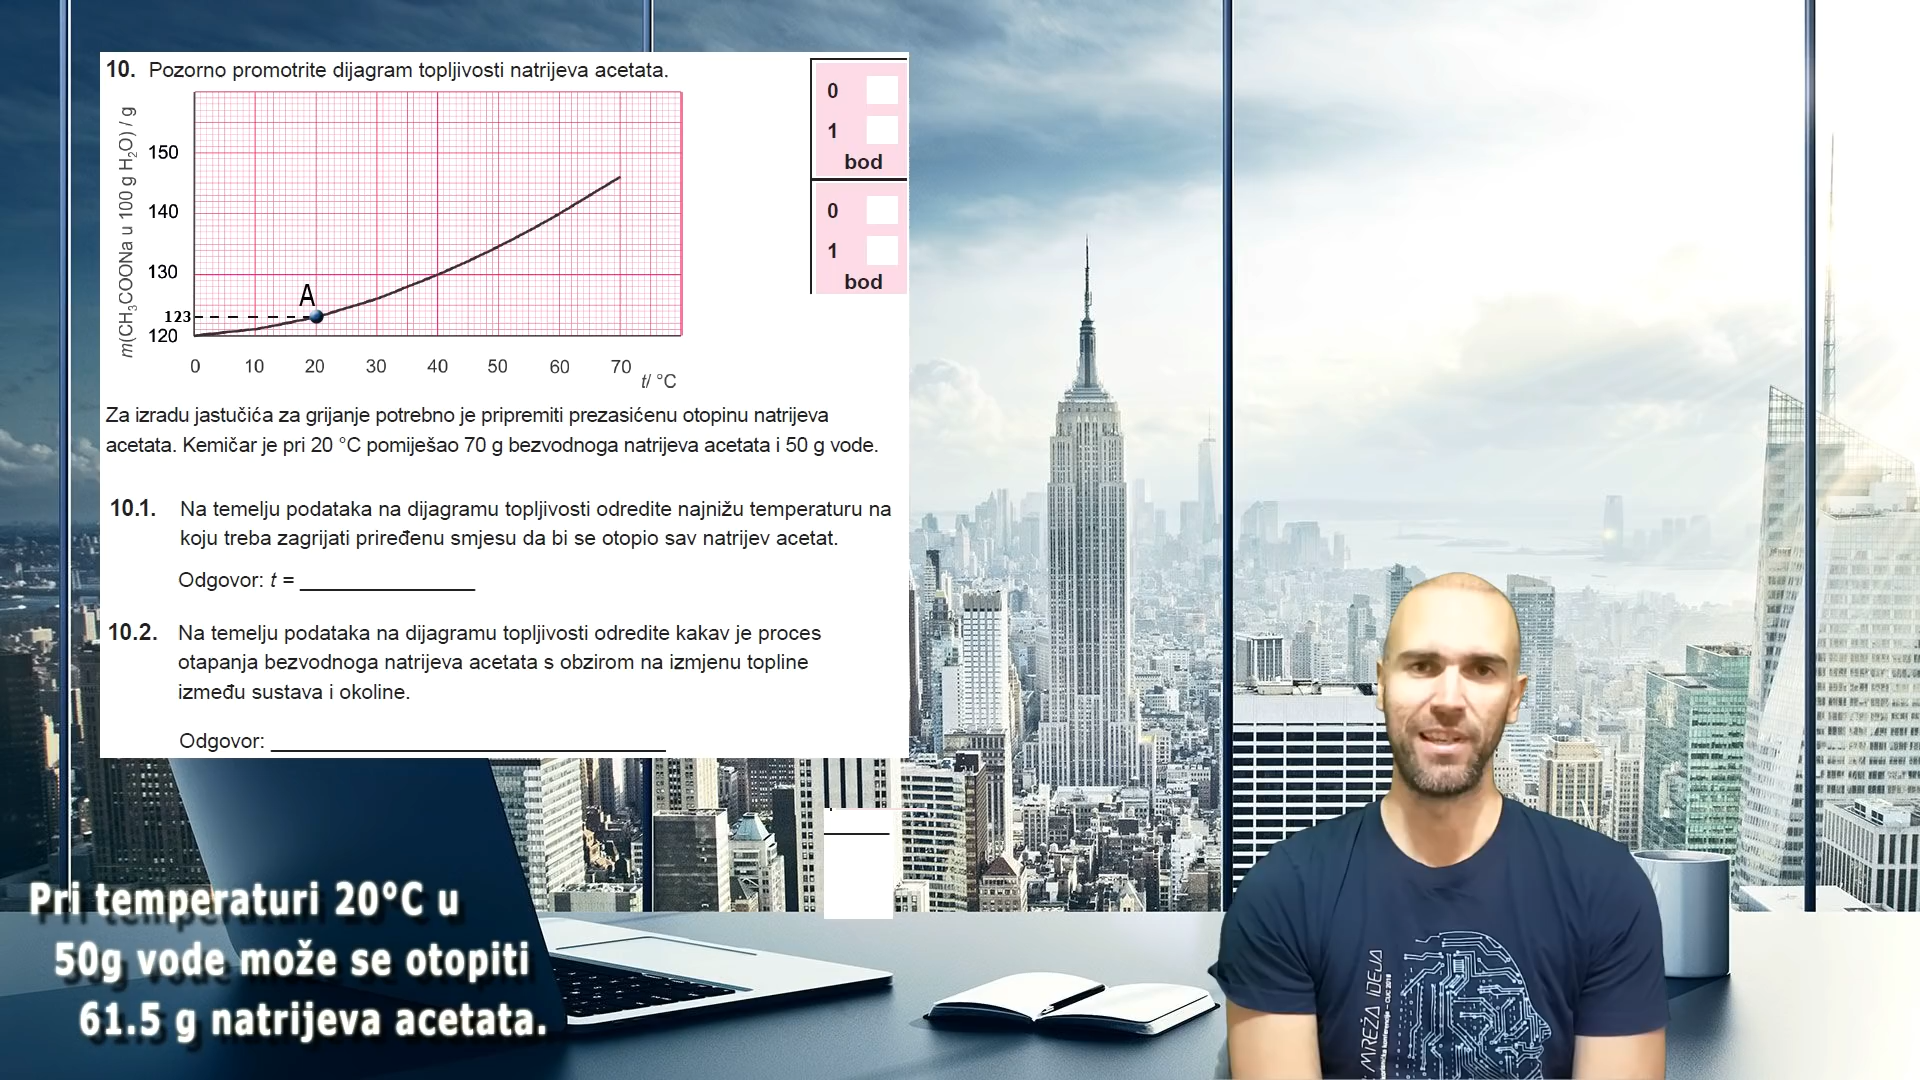 10. Pozorno promotrite dijagram topljivosti natrijeva acetata.
m(CH₃COONa u 100 g H₂O) / g
150
140
130
123
120
A
0 10 20 30 40 50 60 70
t/ °C
0
1
bod
0
1
bod
Za izradu jastučića za grijanje potrebno je pripremiti prezasićenu otopinu natrijeva
acetata. Kemičar je pri 20 °C pomiješao 70 g bezvodnoga natrijeva acetata i 50 g vode.
10.1. Na temelju podataka na dijagramu topljivosti odredite najnižu temperaturu na
koju treba zagrijati priređenu smjesu da bi se otopio sav natrijev acetat.
Odgovor: t = ________________
10.2. Na temelju podataka na dijagramu topljivosti odredite kakav je proces
otapanja bezvodnoga natrijeva acetata s obzirom na izmjenu topline
između sustava i okoline.
Odgovor: ____________________________________
Pri temperaturi 20°C u
50g vode može se otopiti
61.5 g natrijeva acetata.
MREŽA IDEJA